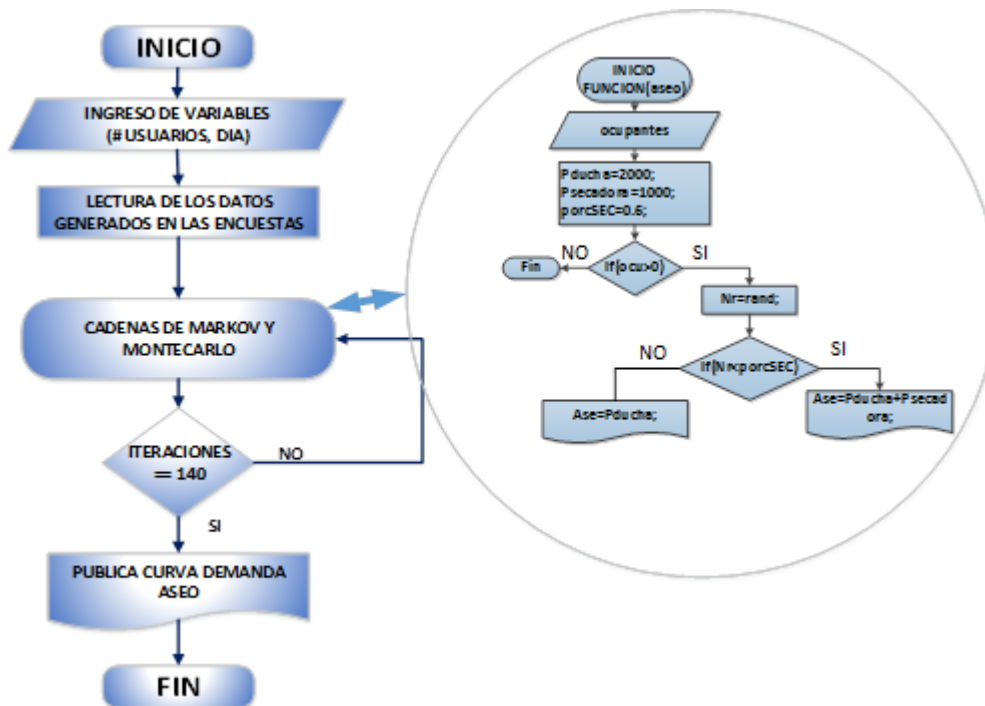 INICIO
INGRESO DE VARIABLES
(# USUARIOS, DIA)
LECTURA DE LOS DATOS
GENERADOS EN LAS ENCUESTAS
CADENAS DE MARKOV Y
MONTECARLO
ITERACIONES
== 140
NO
SI
PUBLICA CURVA DEMANDA
ASEO
FIN
INICIO
FUNCION(aseo)
ocupantes
Pducha=2000;
Psecadora=1000;
porcSEC=0.6;
If(ocu>0)
NO
SI
Fin
Nr=rand;
If(Nr<porcSEC)
NO
SI
Ase=Pducha;
Ase=Pducha+Psecad
ora;